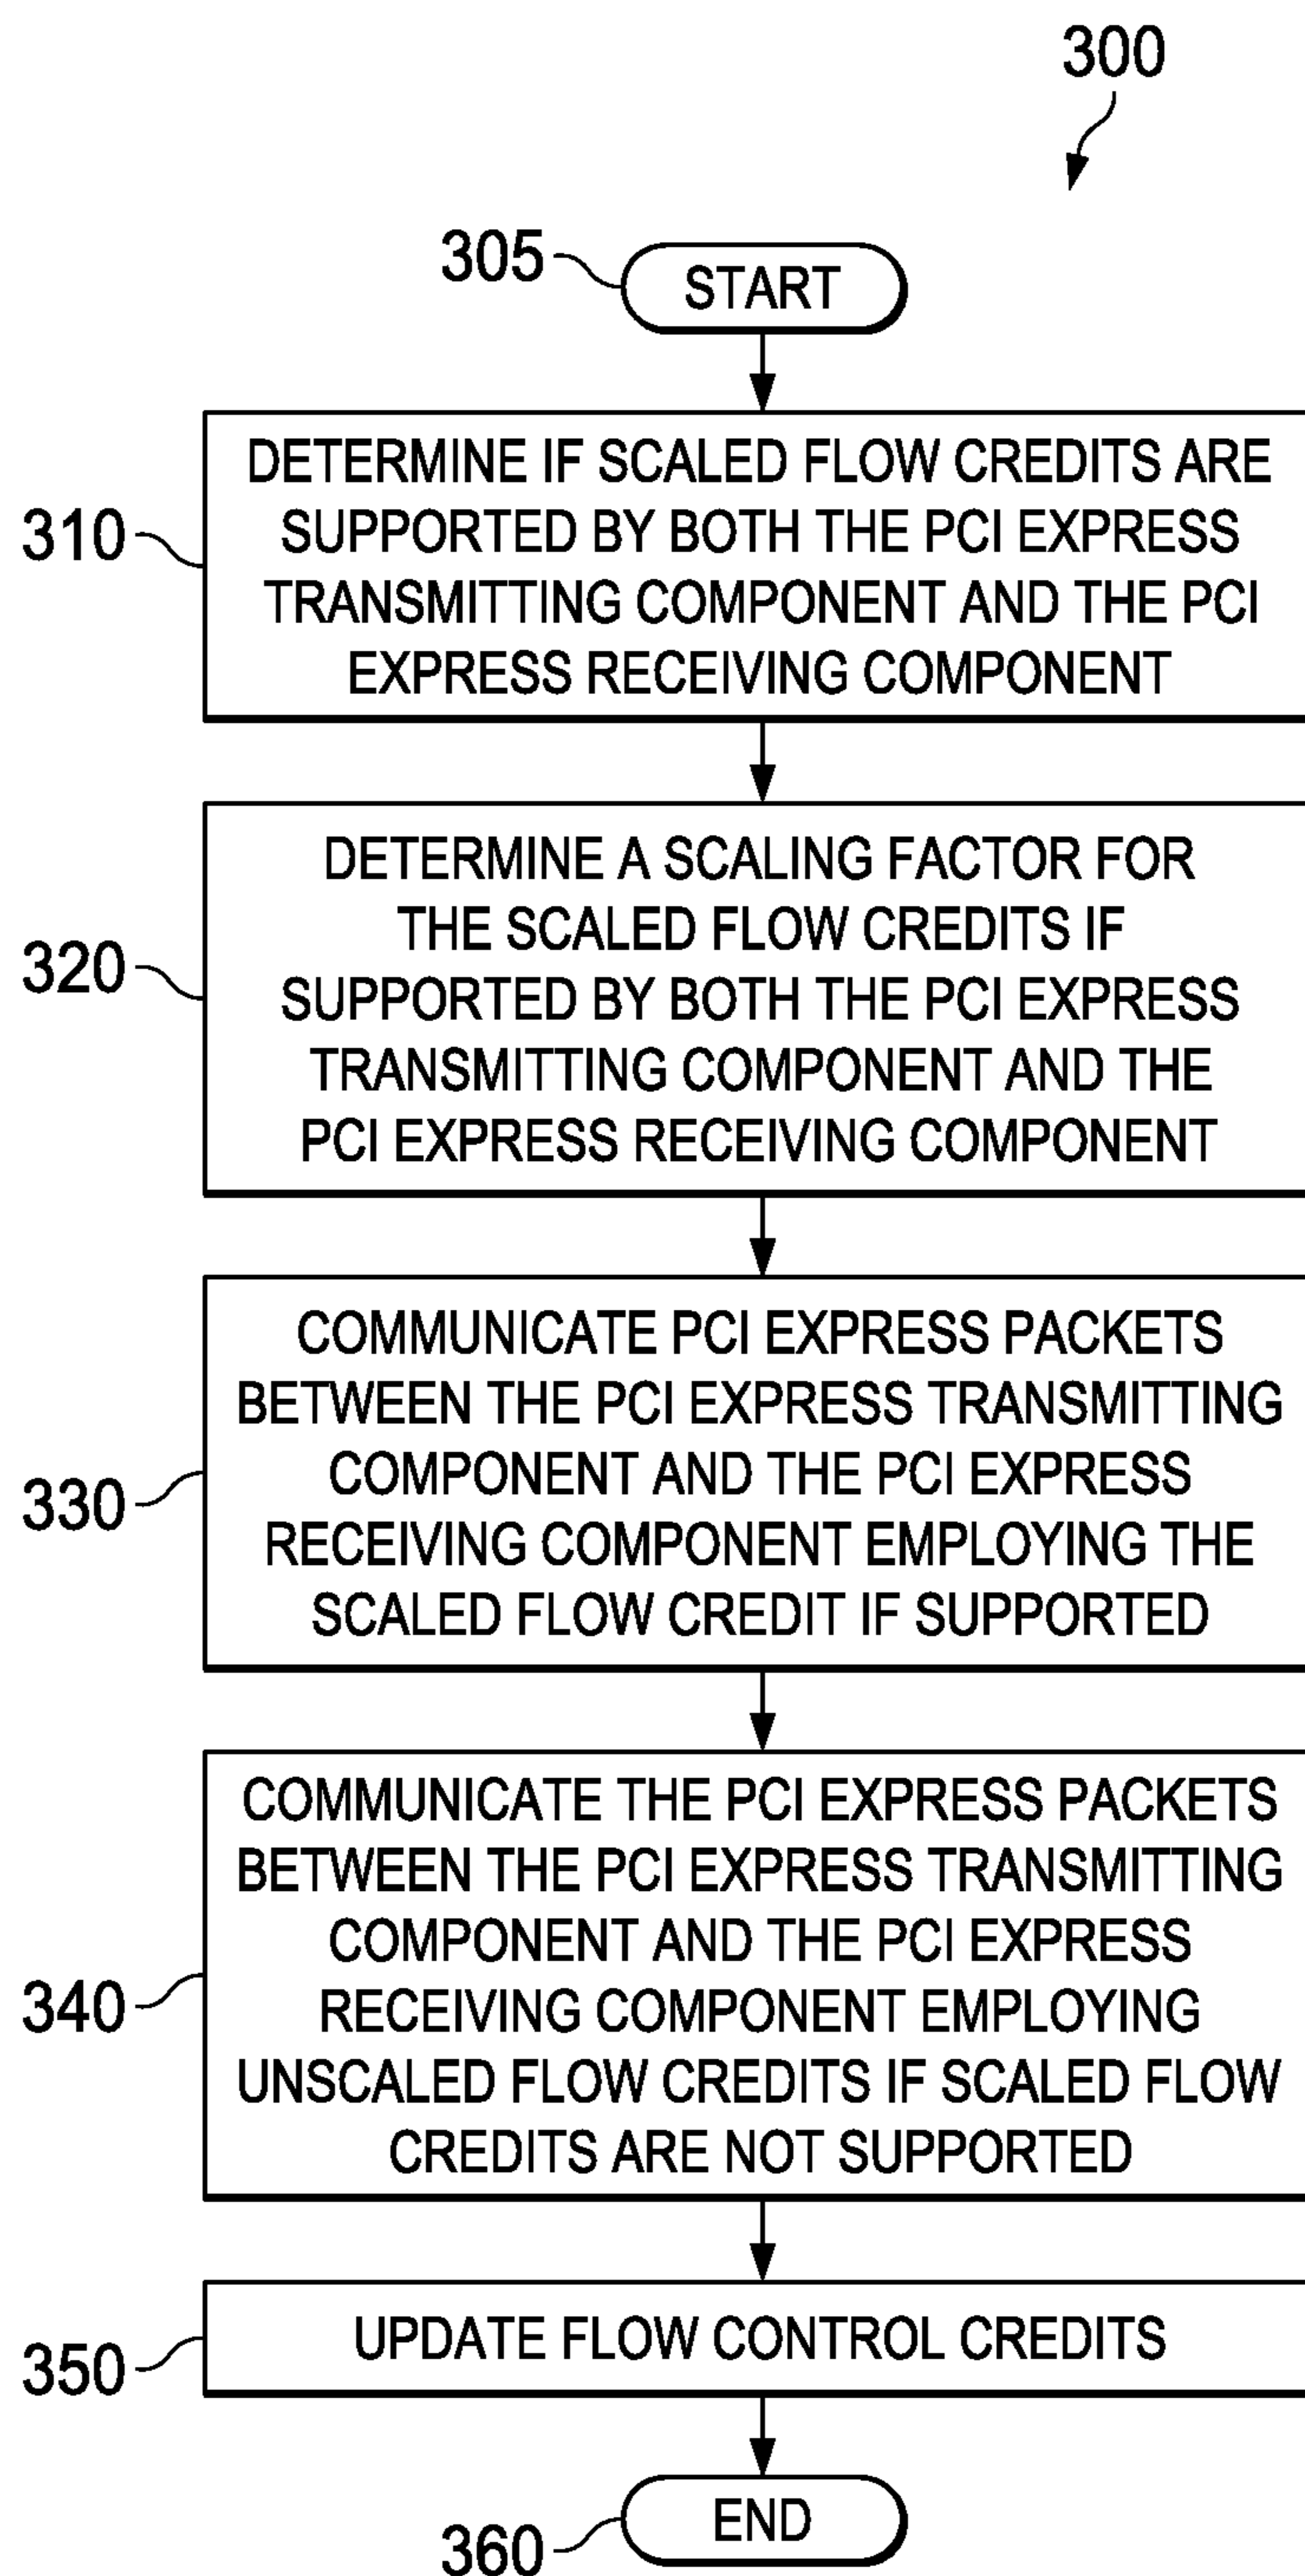 300
305
START
310
DETERMINE IF SCALED FLOW CREDITS ARE
SUPPORTED BY BOTH THE PCI EXPRESS
TRANSMITTING COMPONENT AND THE PCI
EXPRESS RECEIVING COMPONENT
320
DETERMINE A SCALING FACTOR FOR
THE SCALED FLOW CREDITS IF
SUPPORTED BY BOTH THE PCI EXPRESS
TRANSMITTING COMPONENT AND THE
PCI EXPRESS RECEIVING COMPONENT
330
COMMUNICATE PCI EXPRESS PACKETS
BETWEEN THE PCI EXPRESS TRANSMITTING
COMPONENT AND THE PCI EXPRESS
RECEIVING COMPONENT EMPLOYING THE
SCALED FLOW CREDIT IF SUPPORTED
340
COMMUNICATE THE PCI EXPRESS PACKETS
BETWEEN THE PCI EXPRESS TRANSMITTING
COMPONENT AND THE PCI EXPRESS
RECEIVING COMPONENT EMPLOYING
UNSCALED FLOW CREDITS IF SCALED FLOW
CREDITS ARE NOT SUPPORTED
350
UPDATE FLOW CONTROL CREDITS
360
END